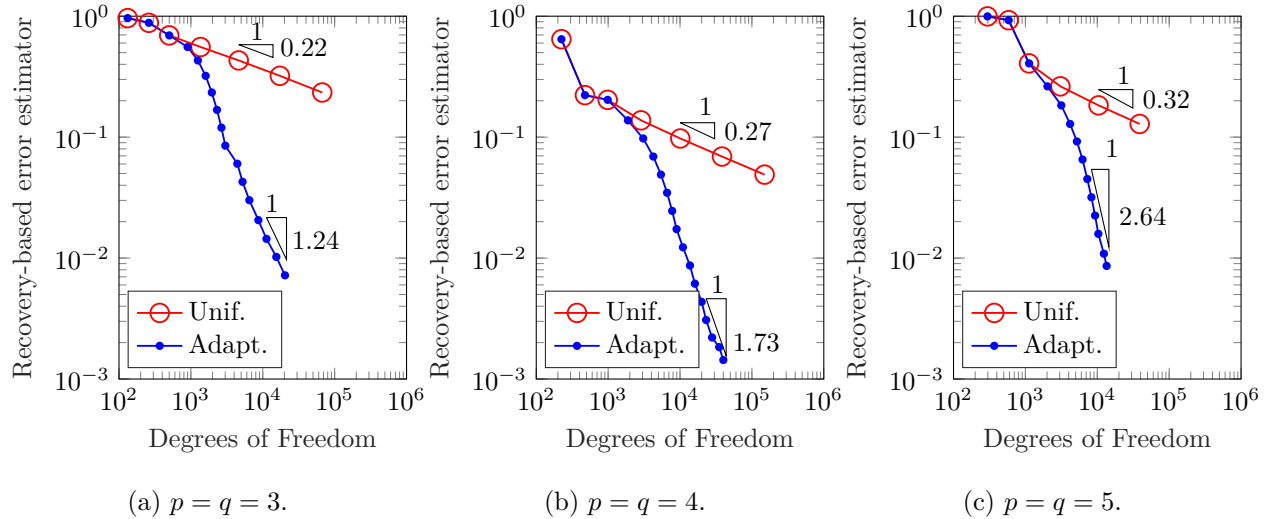 Recovery-based error estimator
10^0
10^{-1}
10^{-2}
10^{-3}
1
0.22
1
1.24
Unif.
Adapt.
10^2 10^3 10^4 10^5 10^6
Degrees of Freedom
(a) p = q = 3.
Recovery-based error estimator
10^0
10^{-1}
10^{-2}
10^{-3}
1
0.27
1
1.73
Unif.
Adapt.
10^2 10^3 10^4 10^5 10^6
Degrees of Freedom
(b) p = q = 4.
Recovery-based error estimator
10^0
10^{-1}
10^{-2}
10^{-3}
1
0.32
1
2.64
Unif.
Adapt.
10^2 10^3 10^4 10^5 10^6
Degrees of Freedom
(c) p = q = 5.